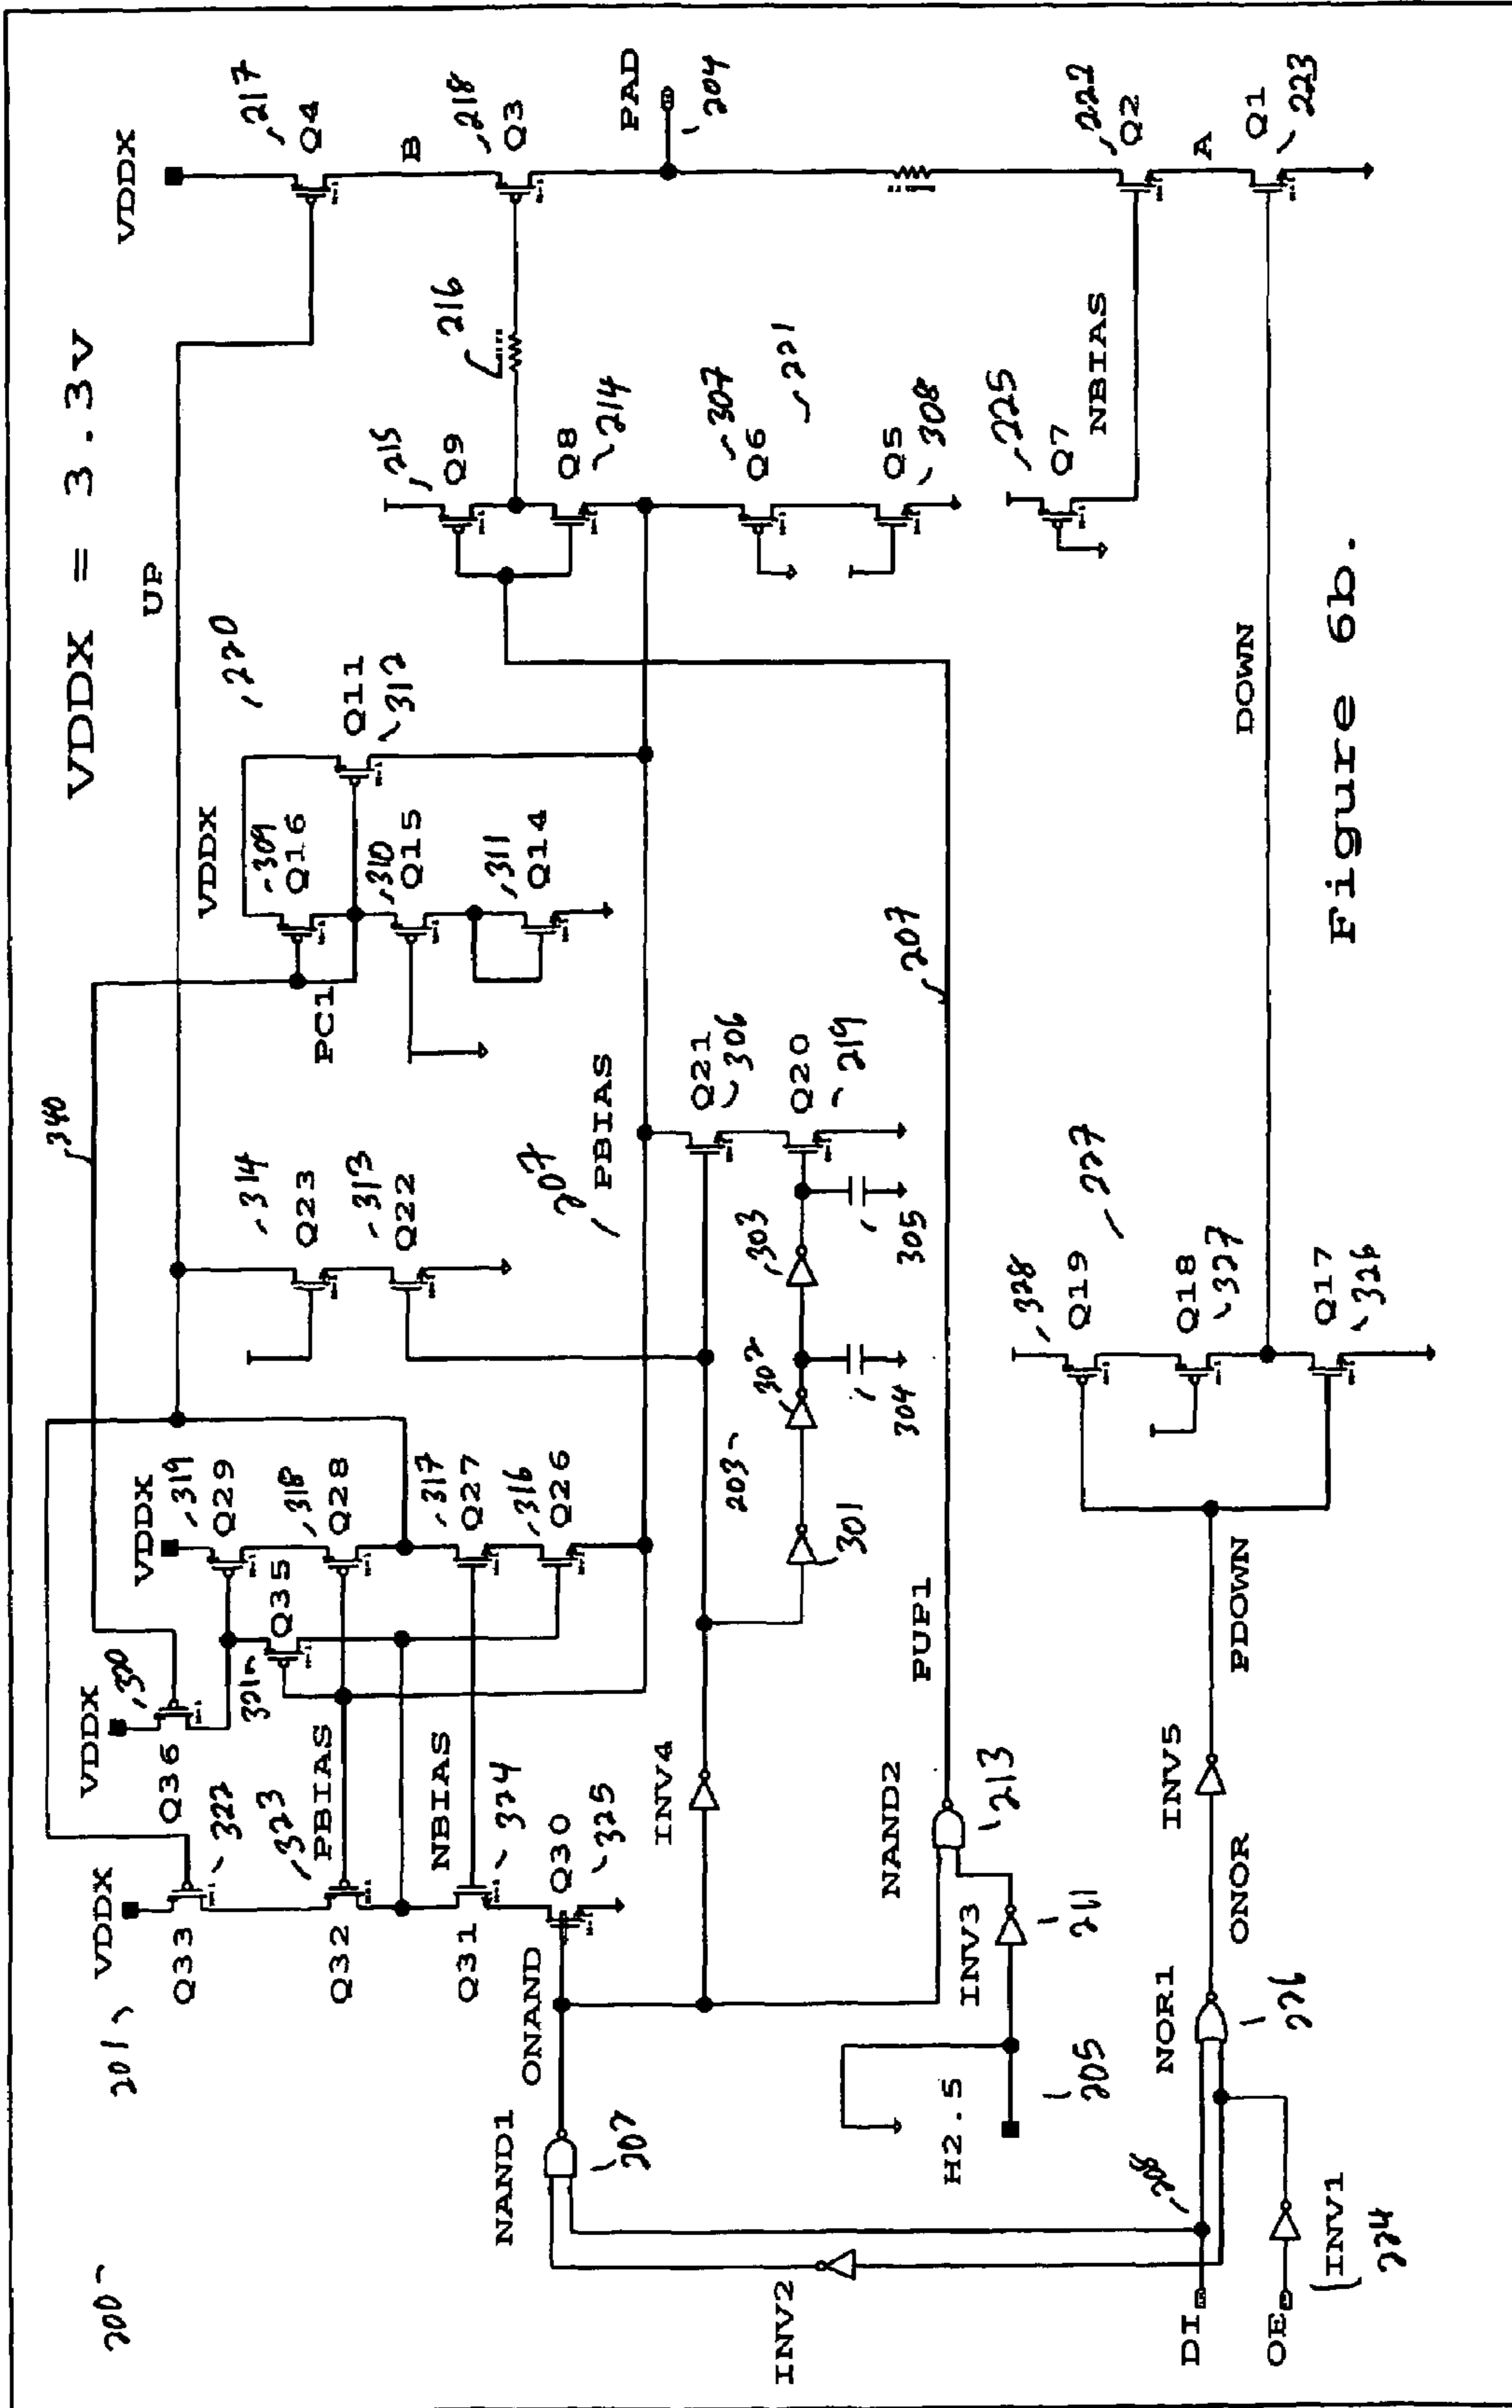 VDDX = 3.3v
200
201
340
VDDX
Q33
322
Q32
323
PBIAS
Q31
NBIAS
324
Q30
325
ONAND
VDDX
320
Q36
321
Q35
VDDX
319
Q29
318
Q28
317
Q27
316
Q26
314
Q23
313
Q22
UP
VDDX
309
Q16
PC1
310
Q15
311
Q14
220
Q11
312
207
PBIAS
VDDX
217
Q4
B
218
Q3
216
215
Q9
Q8
214
PAD
204
307
Q6
221
Q5
308
225
Q7
NBIAS
222
Q2
A
Q1
223
NAND1
207
INV4
203
301
302
303
304
305
Q21
306
Q20
219
PUP1
207
NAND2
213
INV3
211
H2.5
205
INV2
DI
208
OE
INV1
224
NOR1
226
ONOR
INV5
PDOWN
328
Q19
227
Q18
327
Q17
326
DOWN
Figure 6b.